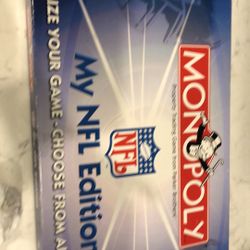 MONOPOLY
Property Trading Game from Parker Brothers
NFL
My NFL Edition
IZE YOUR GAME - CHOOSE FROM A